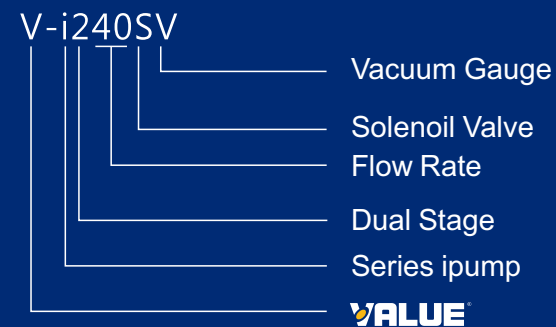 V-i240SV
Vacuum Gauge
Solenoil Valve
Flow Rate
Dual Stage
Series ipump
VALUE®